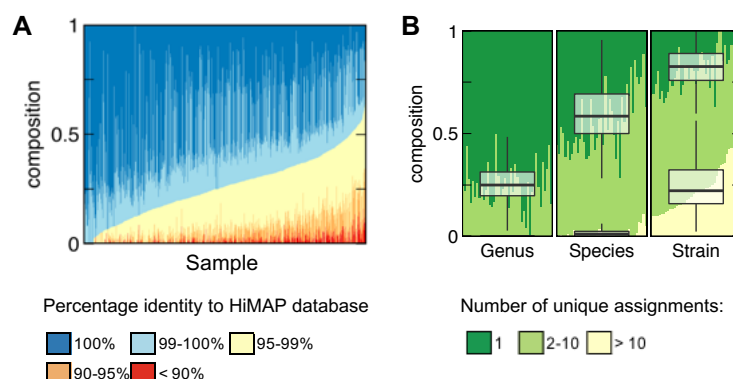 A
B
1
0.5
0
composition
Sample
1
0.5
0
composition
Genus Species Strain
Percentage identity to HiMAP database
100% 99-100% 95-99%
90-95% < 90%
Number of unique assignments:
1 2-10 > 10